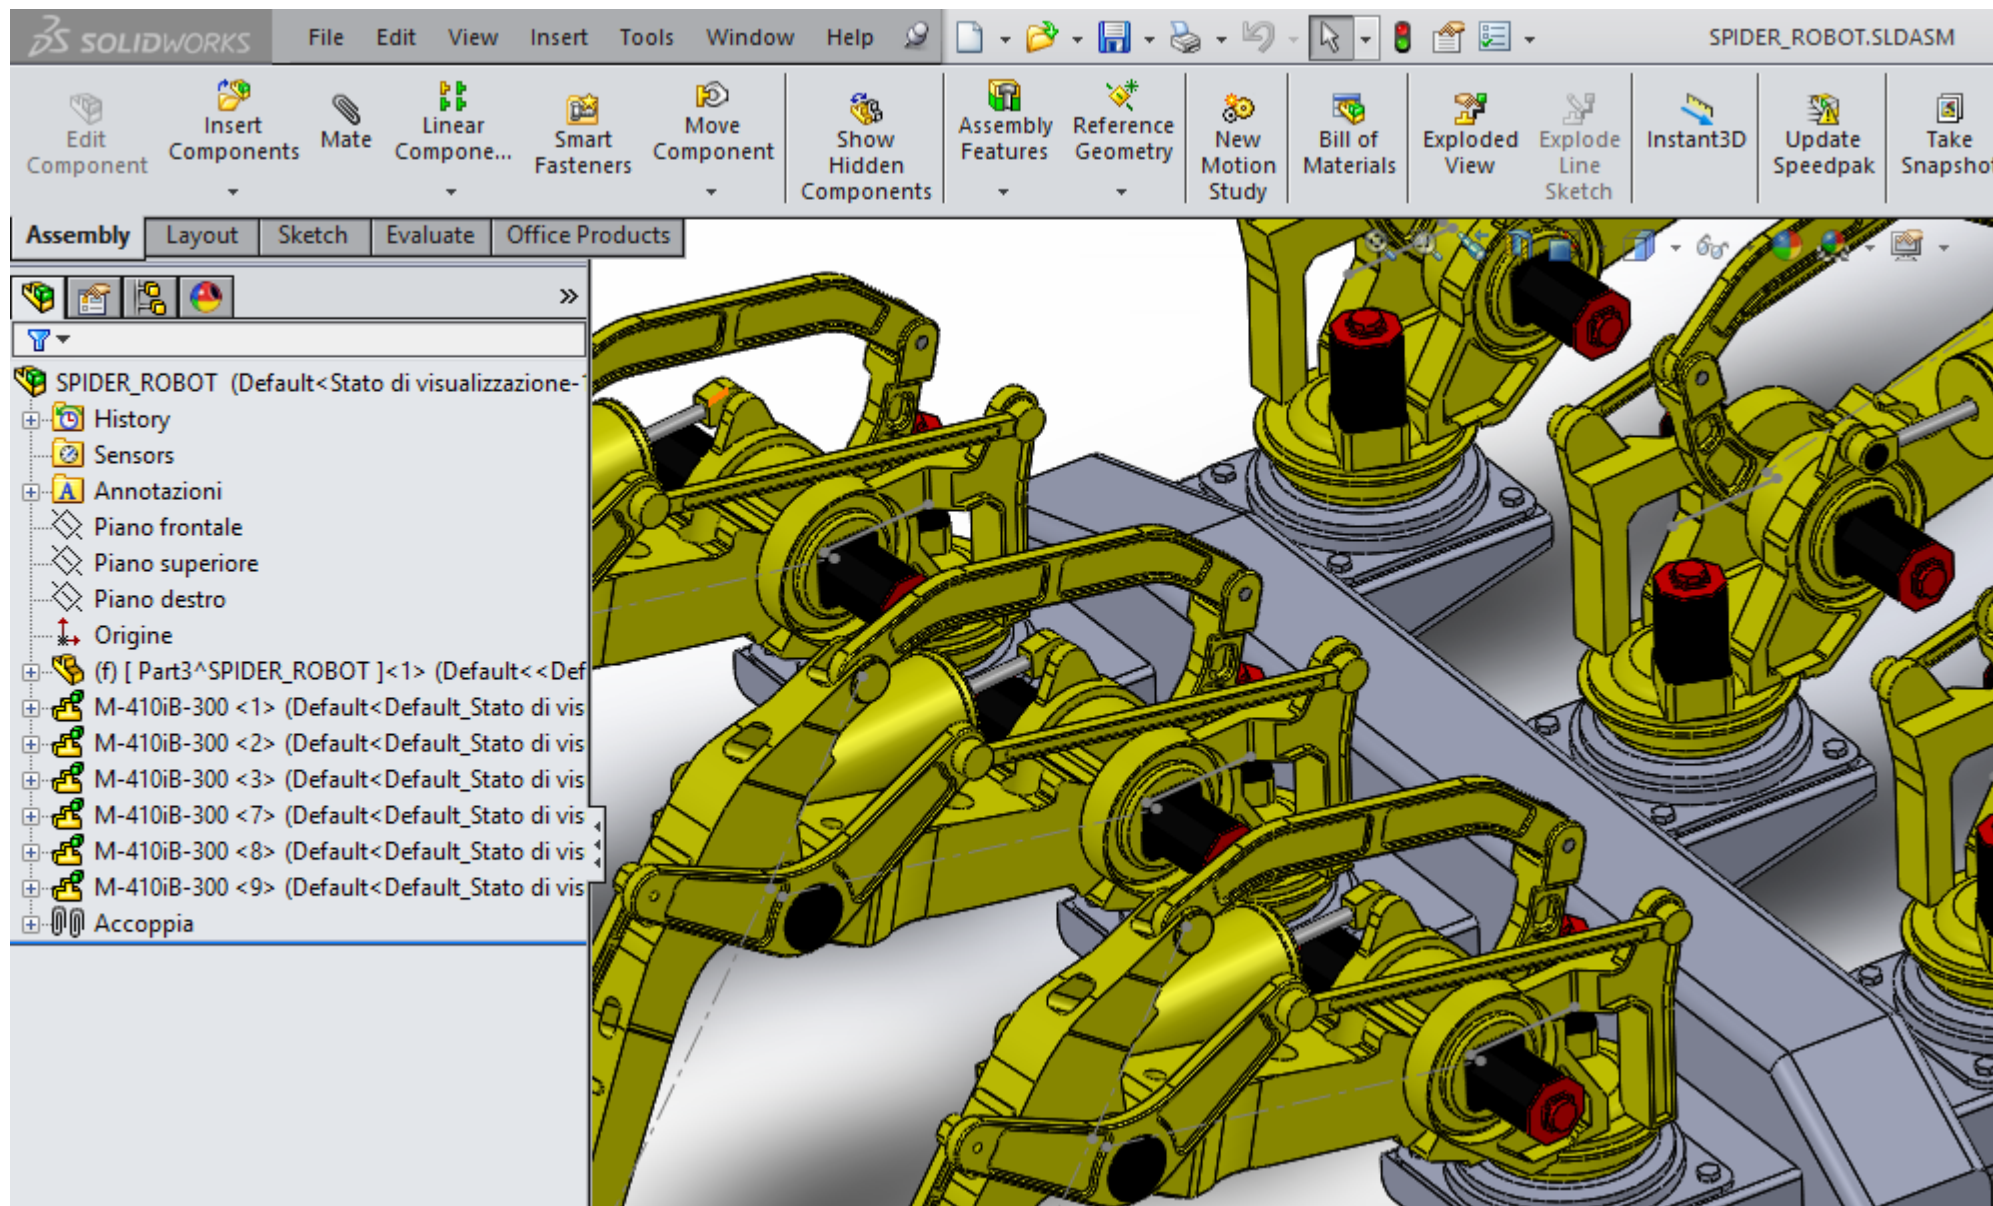 SOLIDWORKS File Edit View Insert Tools Window Help SPIDER_ROBOT.SLDASM
Edit Component
Insert Components
Mate
Linear Compone...
Smart Fasteners
Move Component
Show Hidden Components
Assembly Features
Reference Geometry
New Motion Study
Bill of Materials
Exploded View
Explode Line Sketch
Instant3D
Update Speedpak
Take Snapsho
Assembly Layout Sketch Evaluate Office Products
SPIDER_ROBOT (Default<Stato di visualizzazione-
History
Sensors
A Annotazioni
Piano frontale
Piano superiore
Piano destro
Origine
(f) [ Part3^SPIDER_ROBOT ]<1> (Default<<Def
M-410iB-300 <1> (Default<Default_Stato di vis
M-410iB-300 <2> (Default<Default_Stato di vis
M-410iB-300 <3> (Default<Default_Stato di vis
M-410iB-300 <7> (Default<Default_Stato di vis
M-410iB-300 <8> (Default<Default_Stato di vis
M-410iB-300 <9> (Default<Default_Stato di vis
Accoppia